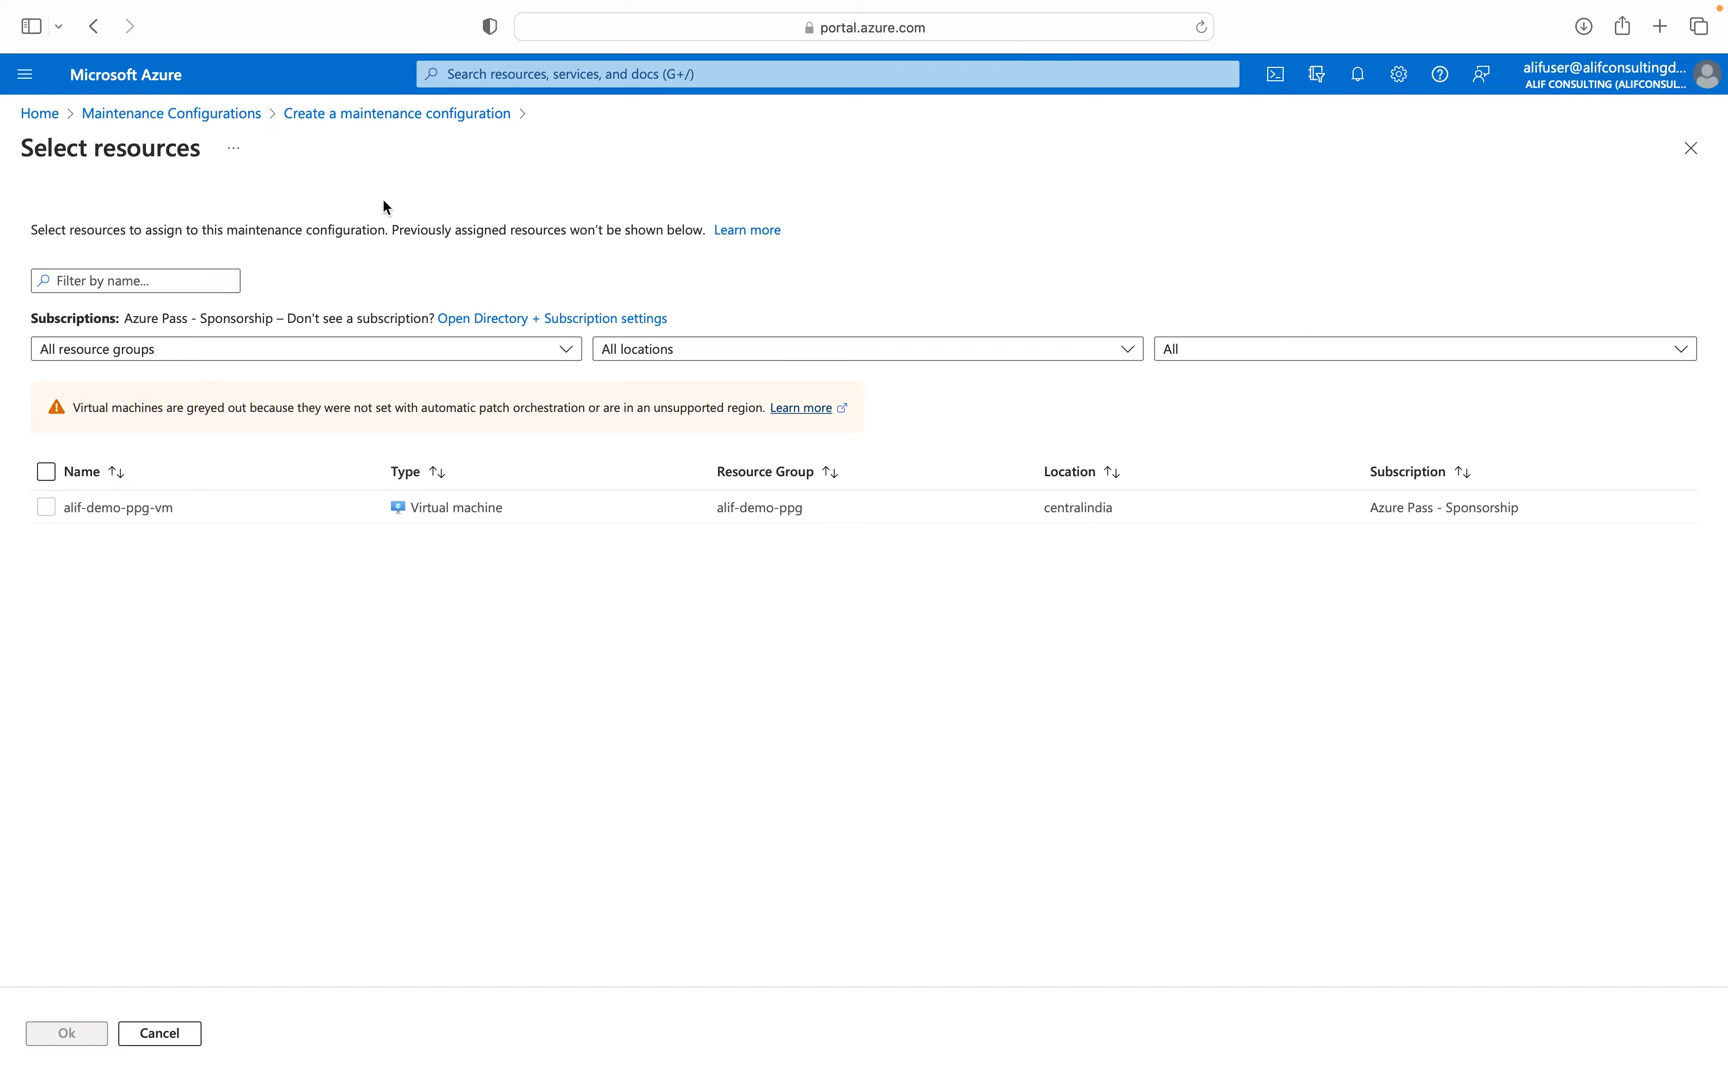 portal.azure.com
Microsoft Azure
Search resources, services, and docs (G+/)
alifuser@alifconsultingd...
ALIF CONSULTING (ALIFCONSUL...
Home > Maintenance Configurations > Create a maintenance configuration >
Select resources ...
Select resources to assign to this maintenance configuration. Previously assigned resources won't be shown below. Learn more
Filter by name...
Subscriptions: Azure Pass - Sponsorship – Don't see a subscription? Open Directory + Subscription settings
All resource groups All locations All
Virtual machines are greyed out because they were not set with automatic patch orchestration or are in an unsupported region. Learn more
Name Type Resource Group Location Subscription
alif-demo-ppg-vm Virtual machine alif-demo-ppg centralindia Azure Pass - Sponsorship
Ok Cancel